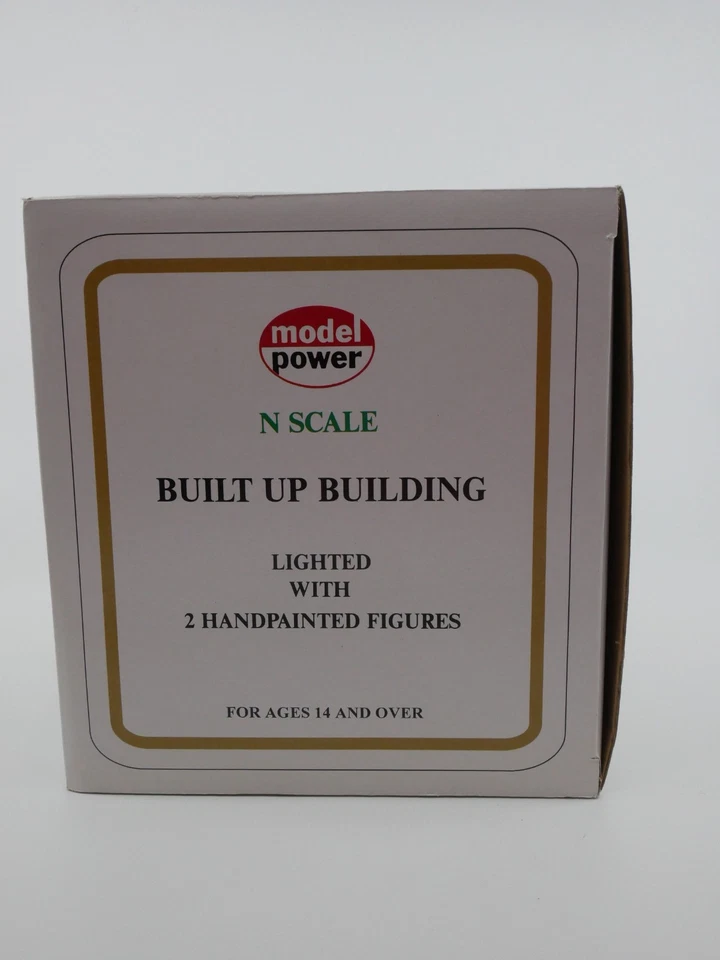 model
power
N SCALE
BUILT UP BUILDING
LIGHTED
WITH
2 HANDPAINTED FIGURES
FOR AGES 14 AND OVER